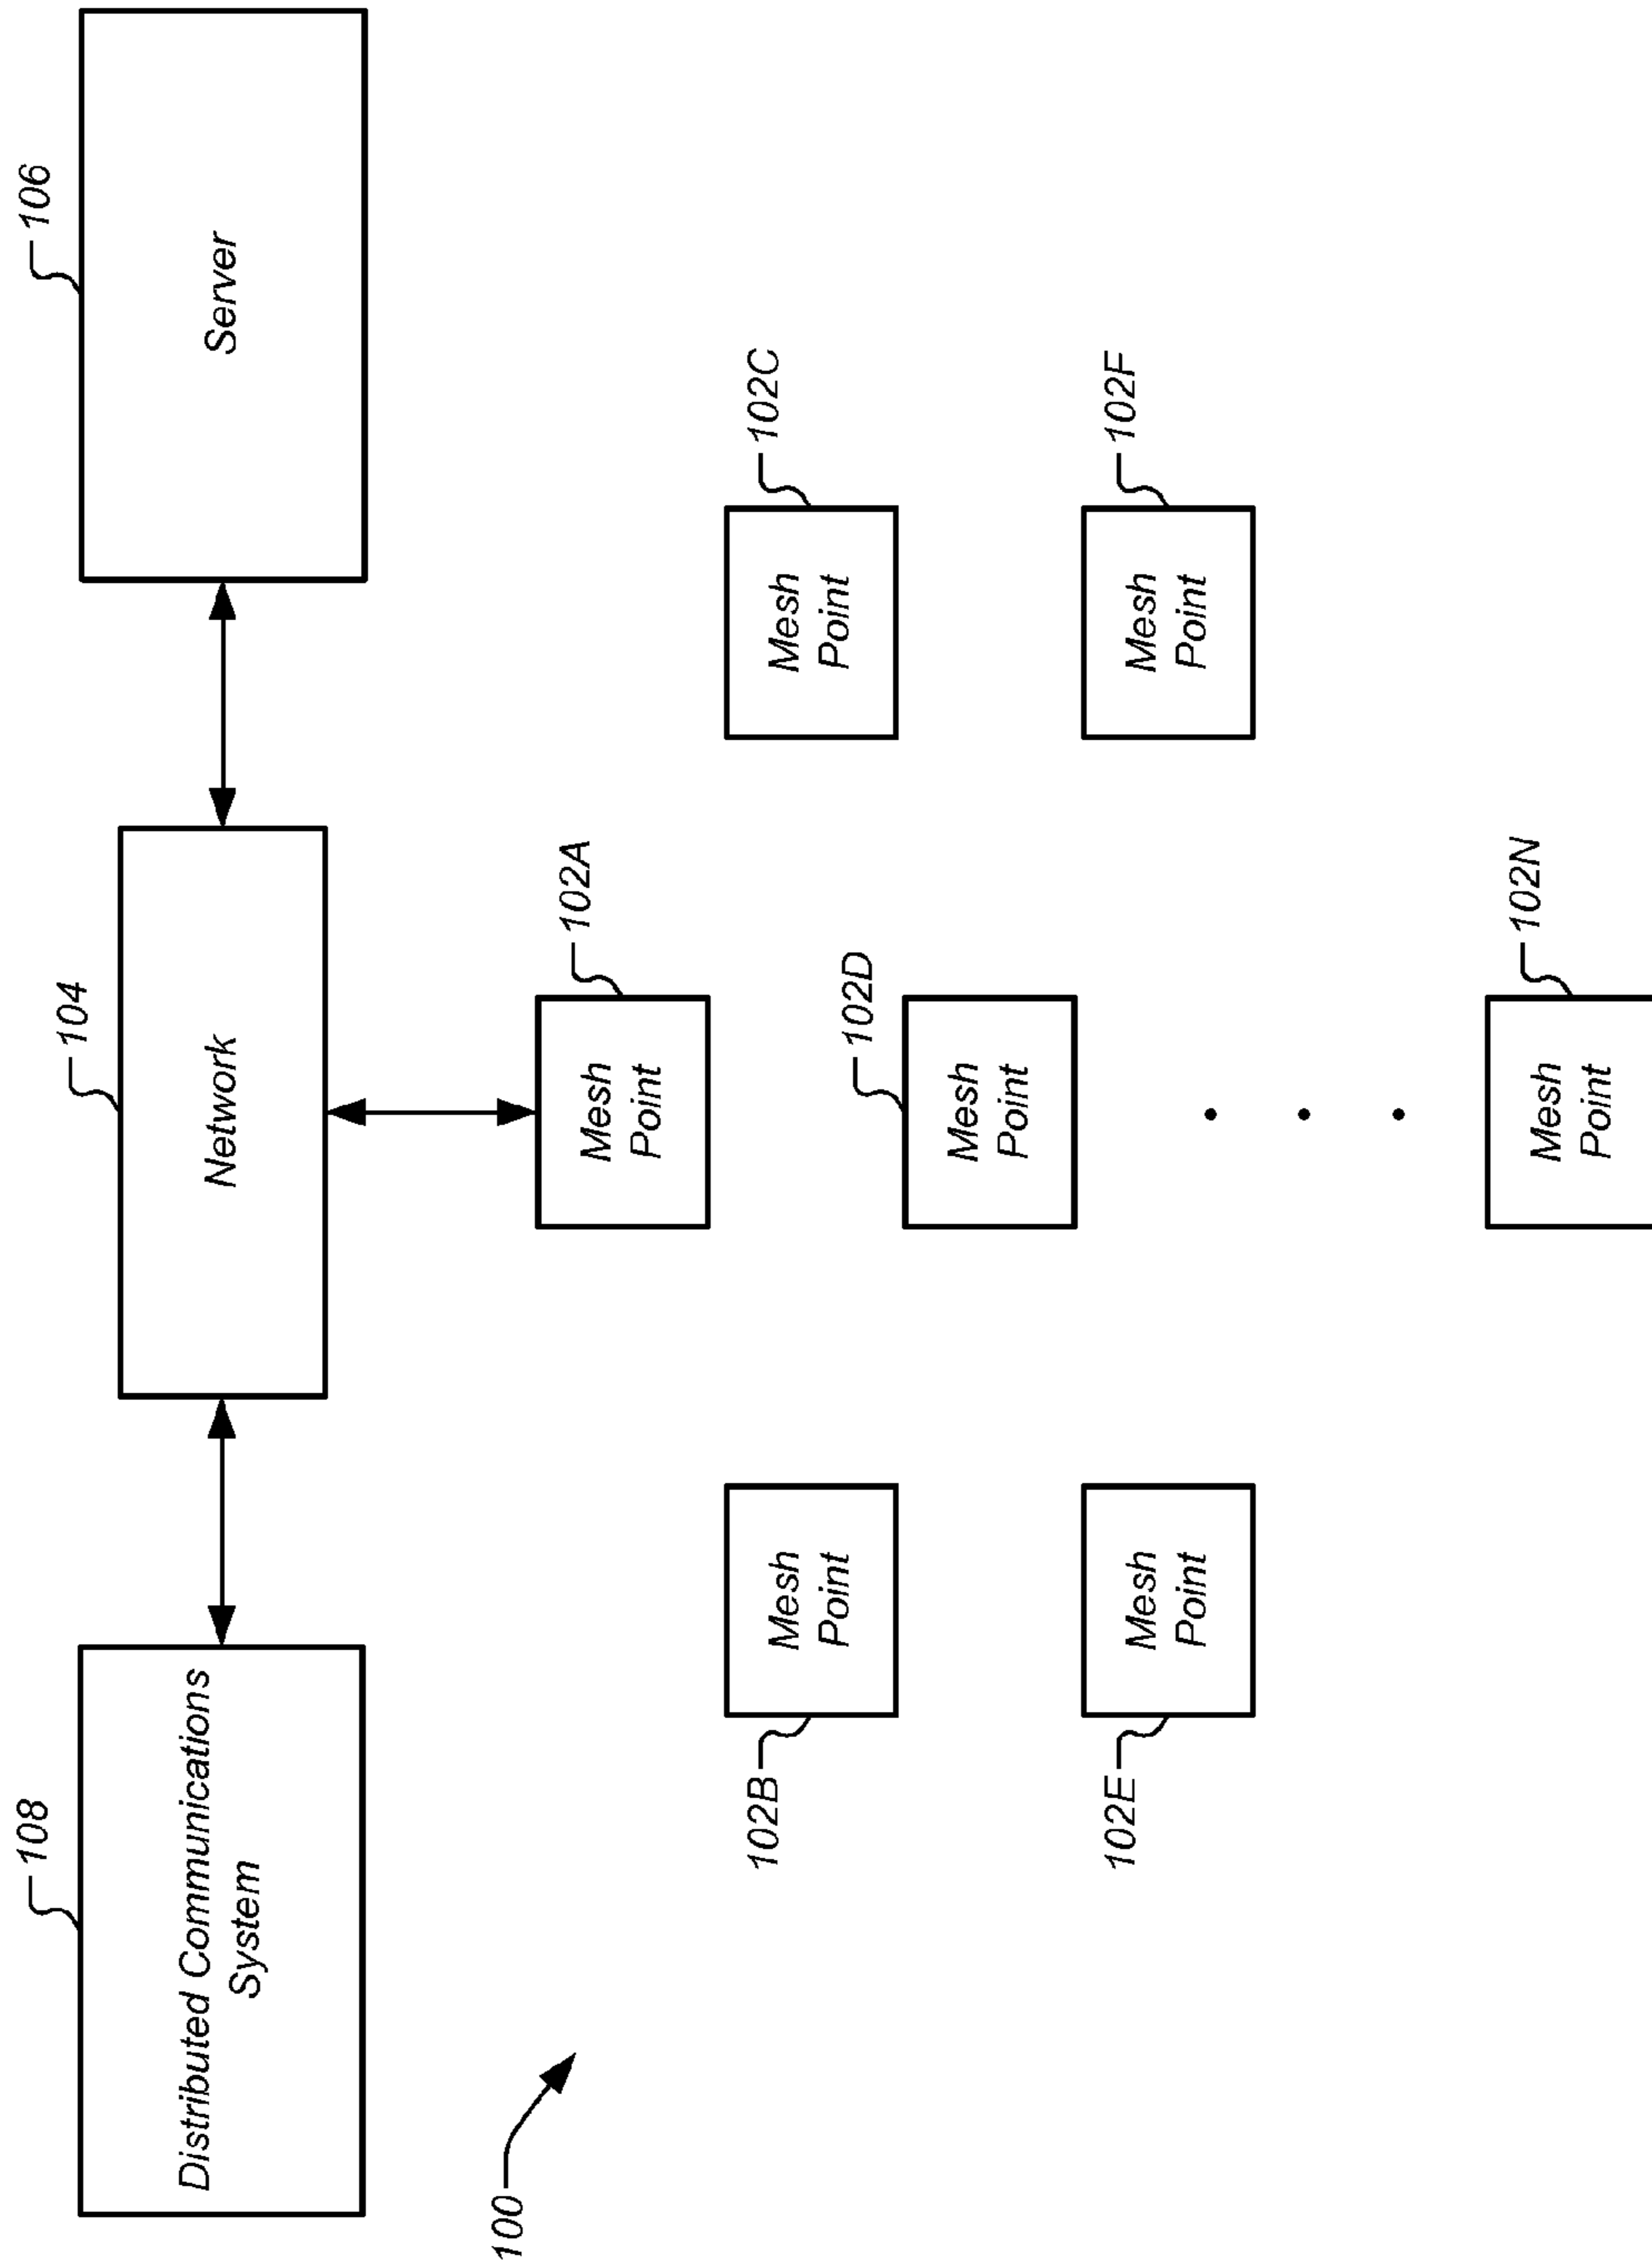 108
104
106
Distributed Communications
System
Network
Server
100
102A
Mesh
Point
102B
Mesh
Point
102C
Mesh
Point
102D
Mesh
Point
102E
Mesh
Point
102F
Mesh
Point
102N
Mesh
Point